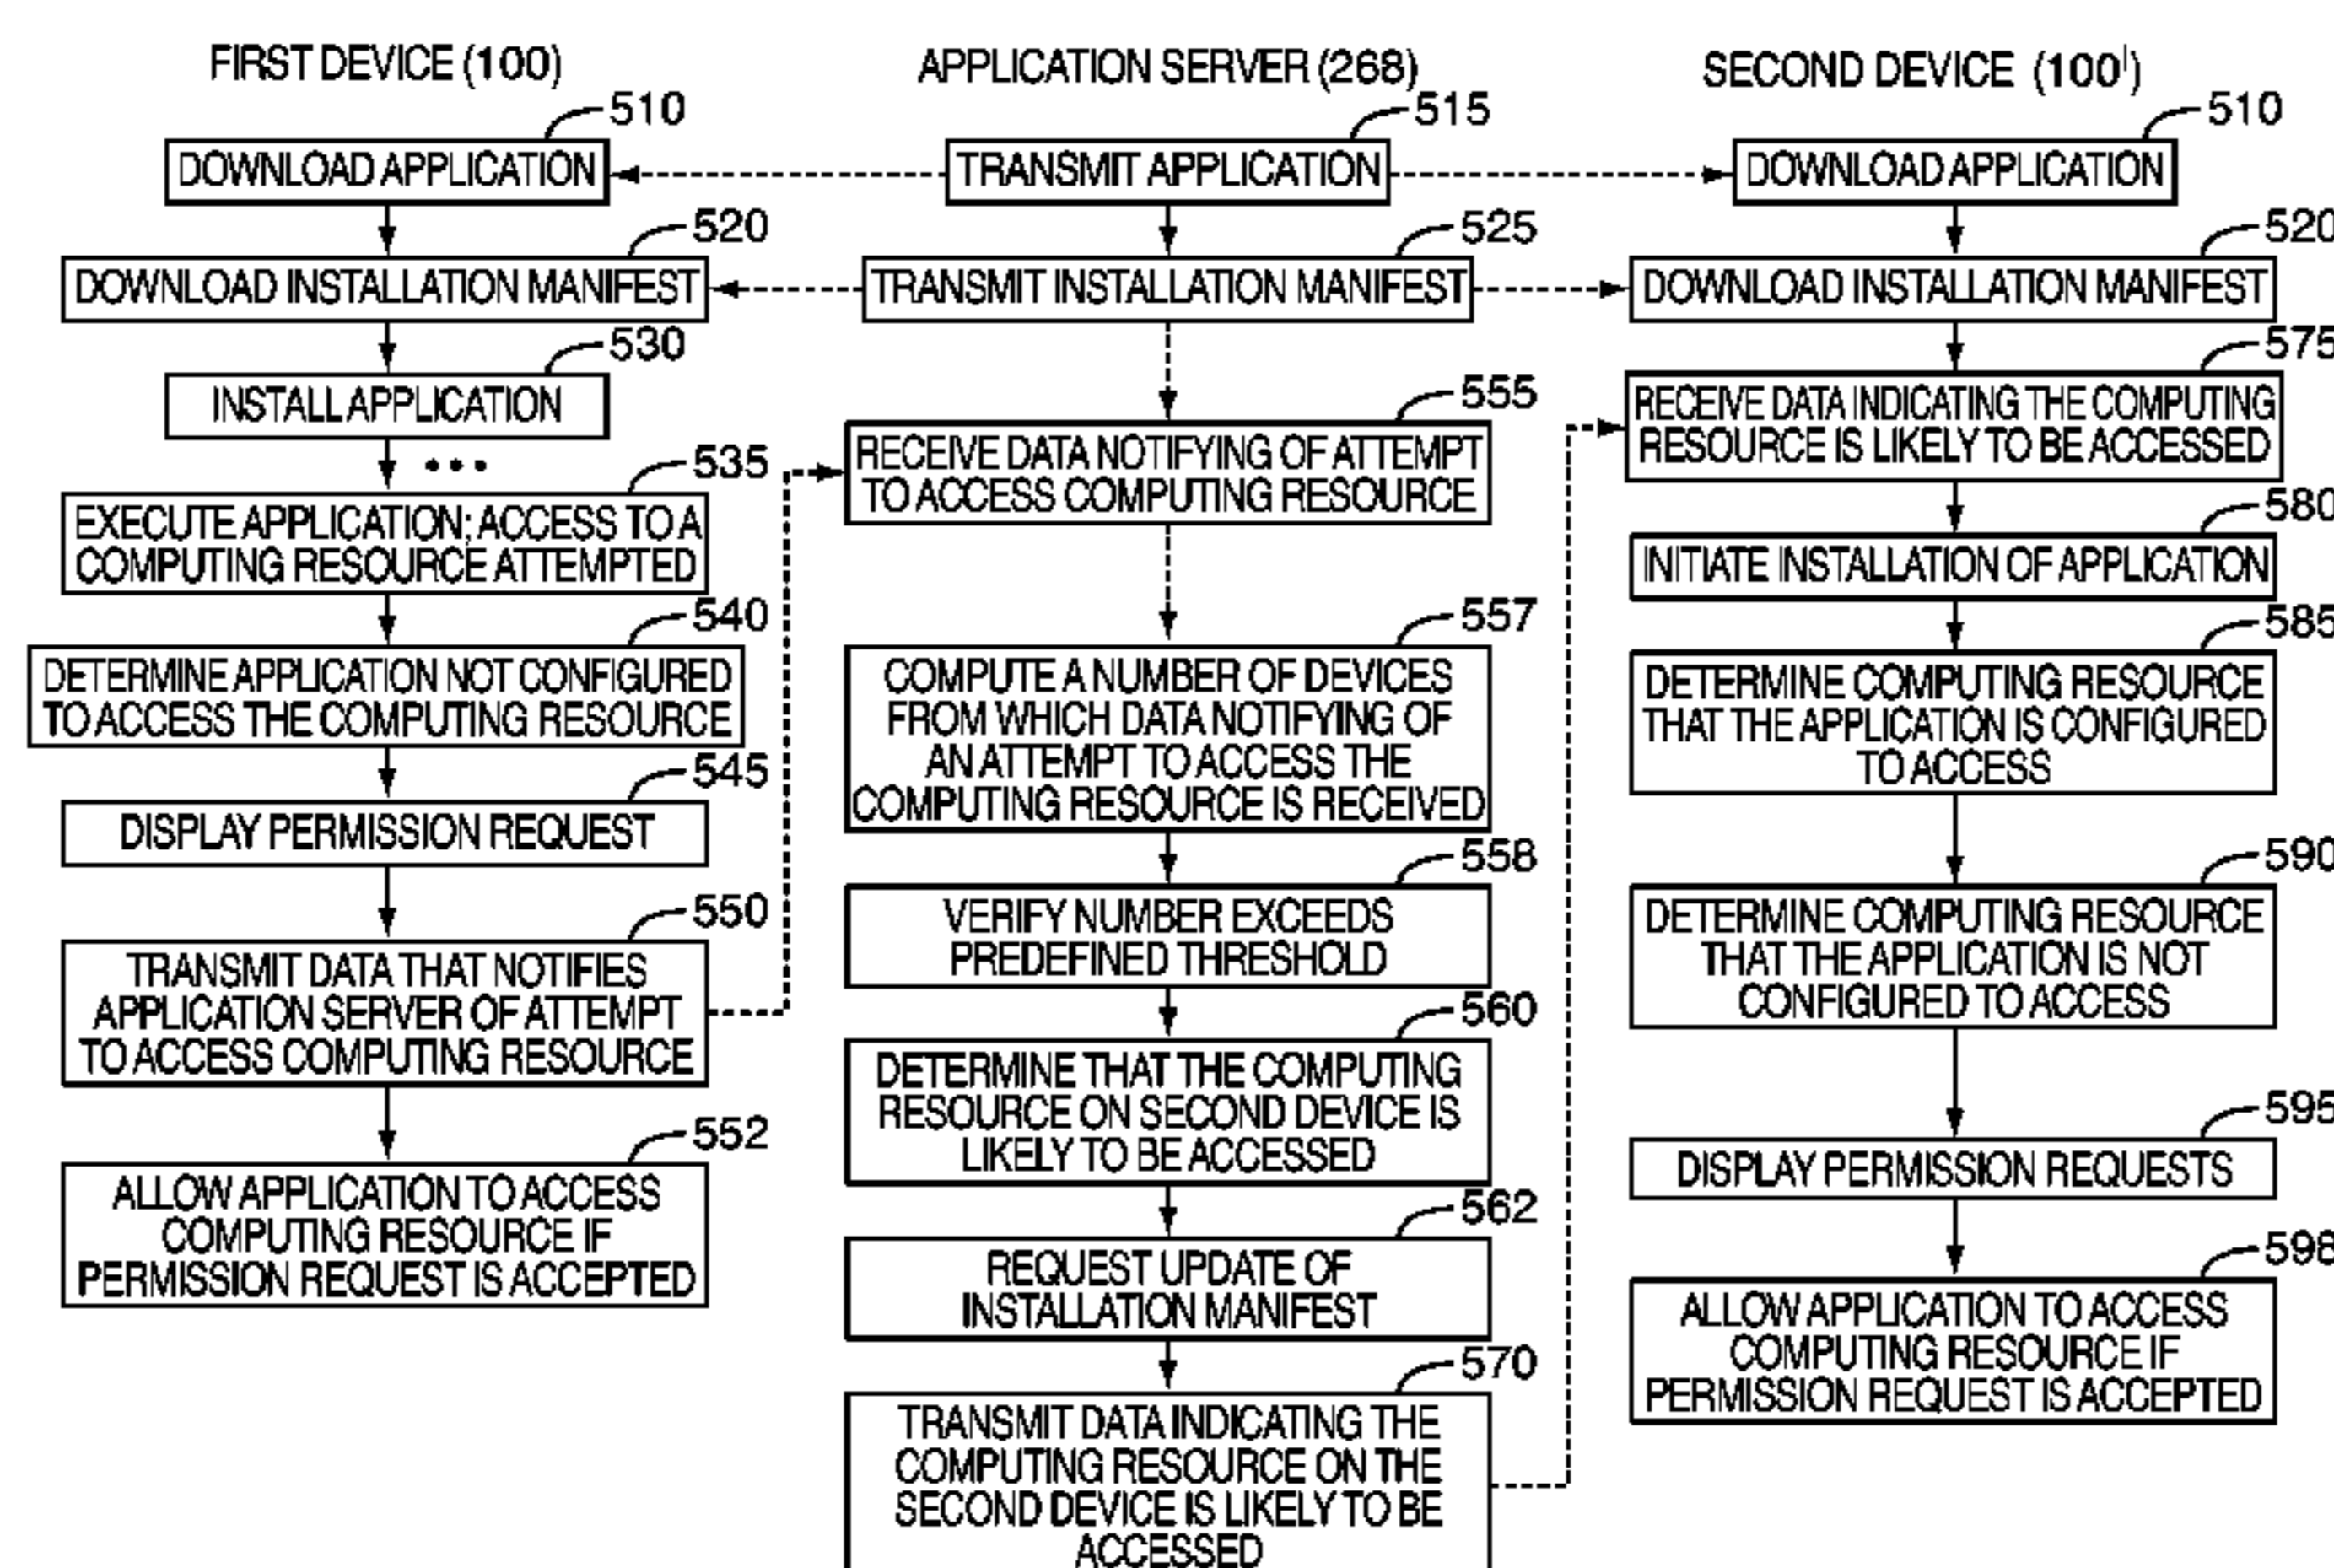 FIRST DEVICE (100)
510
DOWNLOAD APPLICATION
520
DOWNLOAD INSTALLATION MANIFEST
530
INSTALL APPLICATION
• • •
535
EXECUTE APPLICATION; ACCESS TO A
COMPUTING RESOURCE ATTEMPTED
540
DETERMINE APPLICATION NOT CONFIGURED
TO ACCESS THE COMPUTING RESOURCE
545
DISPLAY PERMISSION REQUEST
550
TRANSMIT DATA THAT NOTIFIES
APPLICATION SERVER OF ATTEMPT
TO ACCESS COMPUTING RESOURCE
552
ALLOW APPLICATION TO ACCESS
COMPUTING RESOURCE IF
PERMISSION REQUEST IS ACCEPTED
APPLICATION SERVER (268)
515
TRANSMIT APPLICATION
525
TRANSMIT INSTALLATION MANIFEST
555
RECEIVE DATA NOTIFYING OF ATTEMPT
TO ACCESS COMPUTING RESOURCE
557
COMPUTE A NUMBER OF DEVICES
FROM WHICH DATA NOTIFYING OF
AN ATTEMPT TO ACCESS THE
COMPUTING RESOURCE IS RECEIVED
558
VERIFY NUMBER EXCEEDS
PREDEFINED THRESHOLD
560
DETERMINE THAT THE COMPUTING
RESOURCE ON SECOND DEVICE IS
LIKELY TO BE ACCESSED
562
REQUEST UPDATE OF
INSTALLATION MANIFEST
570
TRANSMIT DATA INDICATING THE
COMPUTING RESOURCE ON THE
SECOND DEVICE IS LIKELY TO BE
ACCESSED
SECOND DEVICE (100')
510
DOWNLOAD APPLICATION
520
DOWNLOAD INSTALLATION MANIFEST
575
RECEIVE DATA INDICATING THE COMPUTING
RESOURCE IS LIKELY TO BE ACCESSED
580
INITIATE INSTALLATION OF APPLICATION
585
DETERMINE COMPUTING RESOURCE
THAT THE APPLICATION IS CONFIGURED
TO ACCESS
590
DETERMINE COMPUTING RESOURCE
THAT THE APPLICATION IS NOT
CONFIGURED TO ACCESS
595
DISPLAY PERMISSION REQUESTS
598
ALLOW APPLICATION TO ACCESS
COMPUTING RESOURCE IF
PERMISSION REQUEST IS ACCEPTED